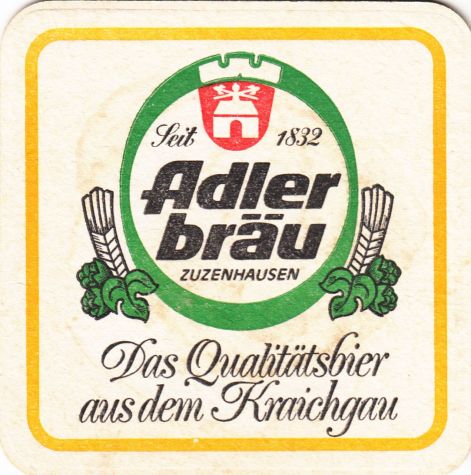 Seit 1832
Adler
bräu
ZUZENHAUSEN
Das Qualitätsbier
aus dem Kraichgau